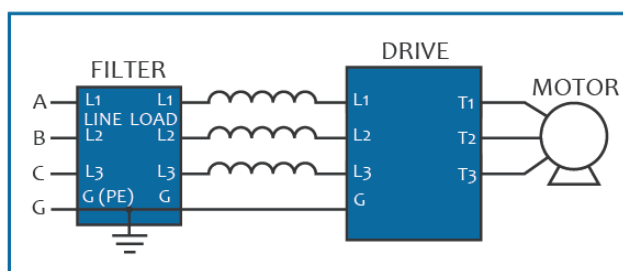 FILTER
DRIVE
MOTOR
A L1 L1 L1 T1
LINE LOAD
B L2 L2 L2 T2
C L3 L3 L3 T3
G G (PE) G G